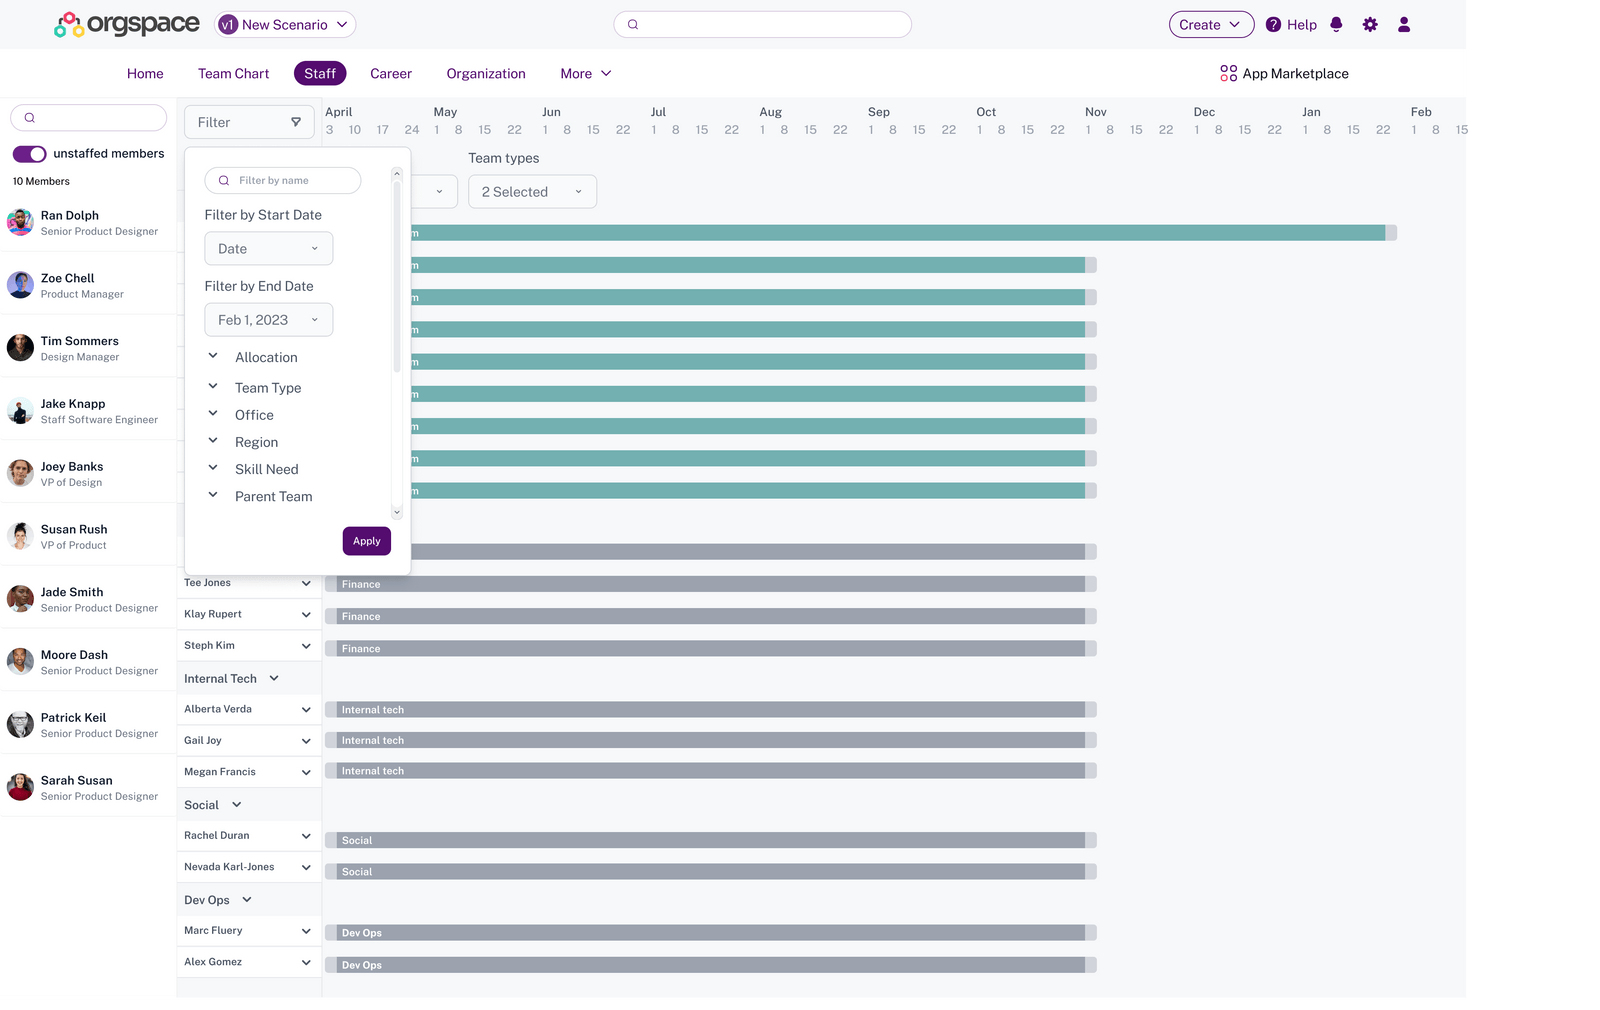 orgspace
v1 New Scenario
Create
? Help
Home
Team Chart
Staff
Career
Organization
More
App Marketplace
unstaffed members
10 Members
Ran Dolph
Senior Product Designer
Zoe Chell
Product Manager
Tim Sommers
Design Manager
Jake Knapp
Staff Software Engineer
Joey Banks
VP of Design
Susan Rush
VP of Product
Jade Smith
Senior Product Designer
Moore Dash
Senior Product Designer
Patrick Keil
Senior Product Designer
Sarah Susan
Senior Product Designer
Filter
April May Jun Jul Aug Sep Oct Nov Dec Jan Feb
3 10 17 24 1 8 15 22 1 8 15 22 1 8 15 22 1 8 15 22 1 8 15 22 1 8 15 22 1 8 15 22 1 8 15 22 1 8 15 22 1 8 15
Filter by name
Filter by Start Date
Date
Filter by End Date
Feb 1, 2023
Allocation
Team Type
Office
Region
Skill Need
Parent Team
Apply
Team types
2 Selected
m
m
m
m
m
m
m
m
m
Tee Jones
Finance
Klay Rupert
Finance
Steph Kim
Finance
Internal Tech
Alberta Verda
Internal tech
Gail Joy
Internal tech
Megan Francis
Internal tech
Social
Rachel Duran
Social
Nevada Karl-Jones
Social
Dev Ops
Marc Fluery
Dev Ops
Alex Gomez
Dev Ops